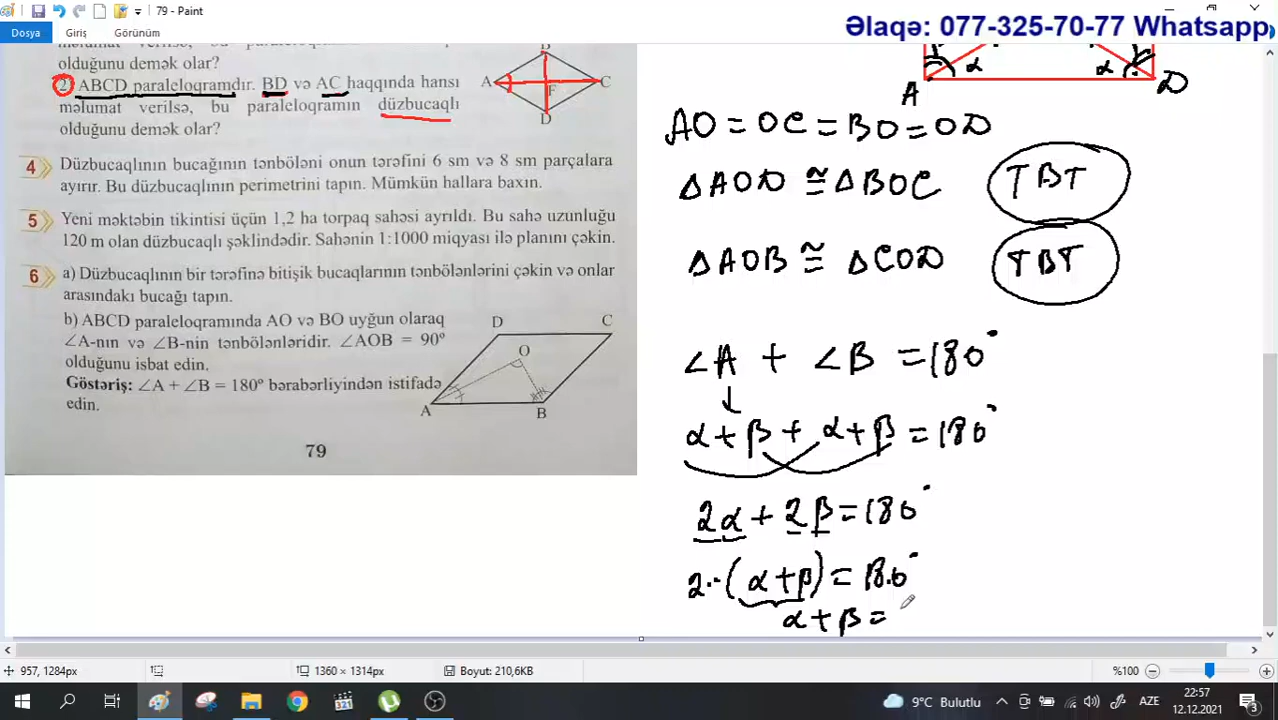 79 - Paint
Əlaqə: 077-325-70-77 Whatsapp
Dosya Giriş Görünüm
olduğunu demək olar?
2) ABCD paraleloqramdır. BD və AC haqqında hansı
məlumat verilsə, bu paraleloqramın düzbucaqlı
olduğunu demək olar?
B
A
C
F
D
4 Düzbucaqlının bucağının tənböləni onun tərəfini 6 sm və 8 sm parçalara
ayırır. Bu düzbucaqlının perimetrini tapın. Mümkün hallara baxın.
5 Yeni məktəbin tikintisi üçün 1,2 ha torpaq sahəsi ayrıldı. Bu sahə uzunluğu
120 m olan düzbucaqlı şəklindədir. Sahənin 1:1000 miqyası ilə planını çəkin.
6 a) Düzbucaqlının bir tərəfinə bitişik bucaqlarının tənbölənlərini çəkin və onlar
arasındakı bucağı tapın.
b) ABCD paraleloqramında AO və BO uyğun olaraq
∠A-nın və ∠B-nin tənbölənləridir. ∠AOB = 90º
olduğunu isbat edin.
Göstəriş: ∠A + ∠B = 180º bərabərliyindən istifadə
edin.
D
C
O
A
B
79
α
α
A
D
AO = OC = BO = OD
△AOD ≅ △BOC TBT
△AOB ≅ △COD TBT
∠A + ∠B = 180°
α + β + α + β = 180°
2α + 2β = 180°
2·(α + β) = 180°
α + β =
957, 1284px
1360 × 1314px
Boyut: 210,6KB
%100
9°C Bulutlu
AZE
22:57
12.12.2021
3